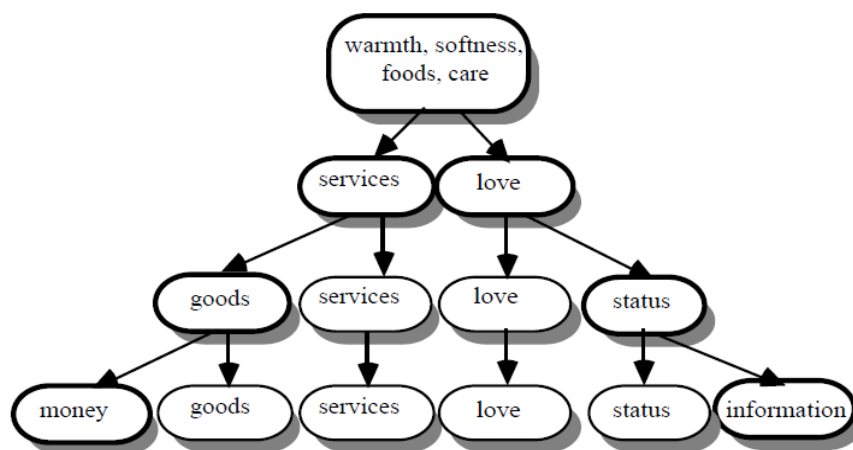 warmth, softness,
foods, care
services
love
goods
services
love
status
money
goods
services
love
status
information